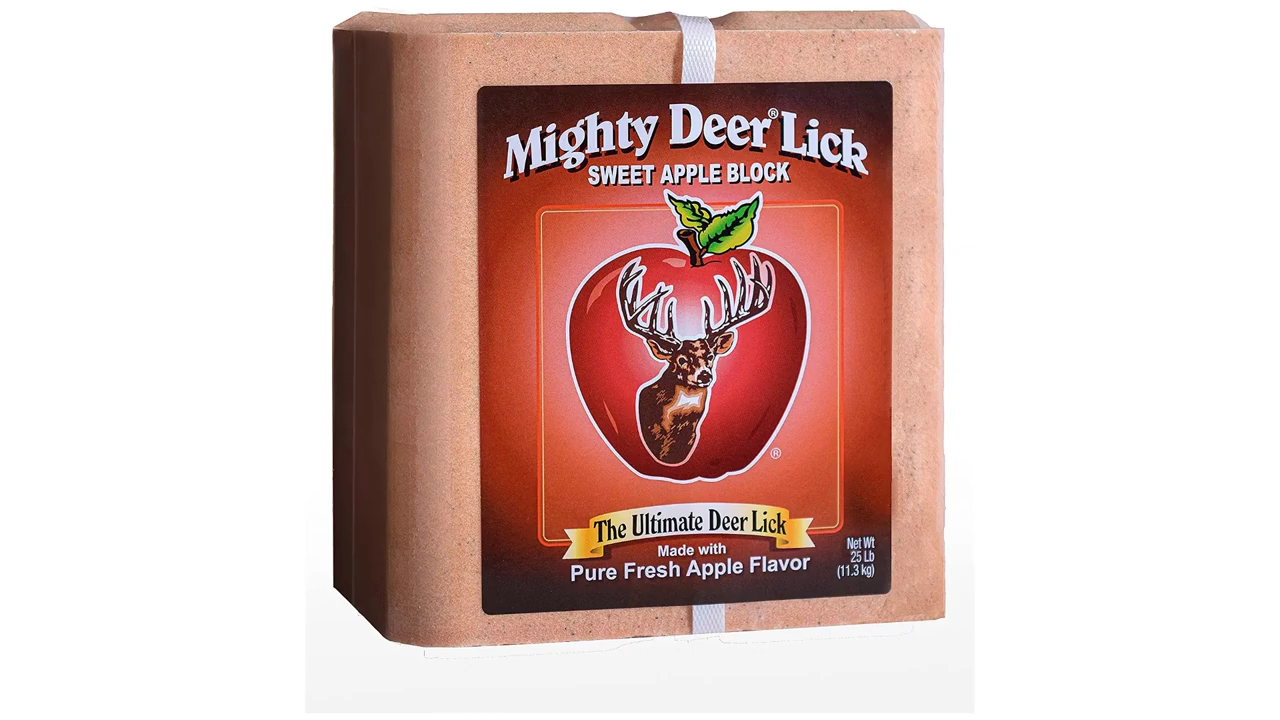 Mighty Deer® Lick
SWEET APPLE BLOCK
®
The Ultimate Deer Lick
Made with
Pure Fresh Apple Flavor
Net Wt
25 Lb
(11.3 kg)